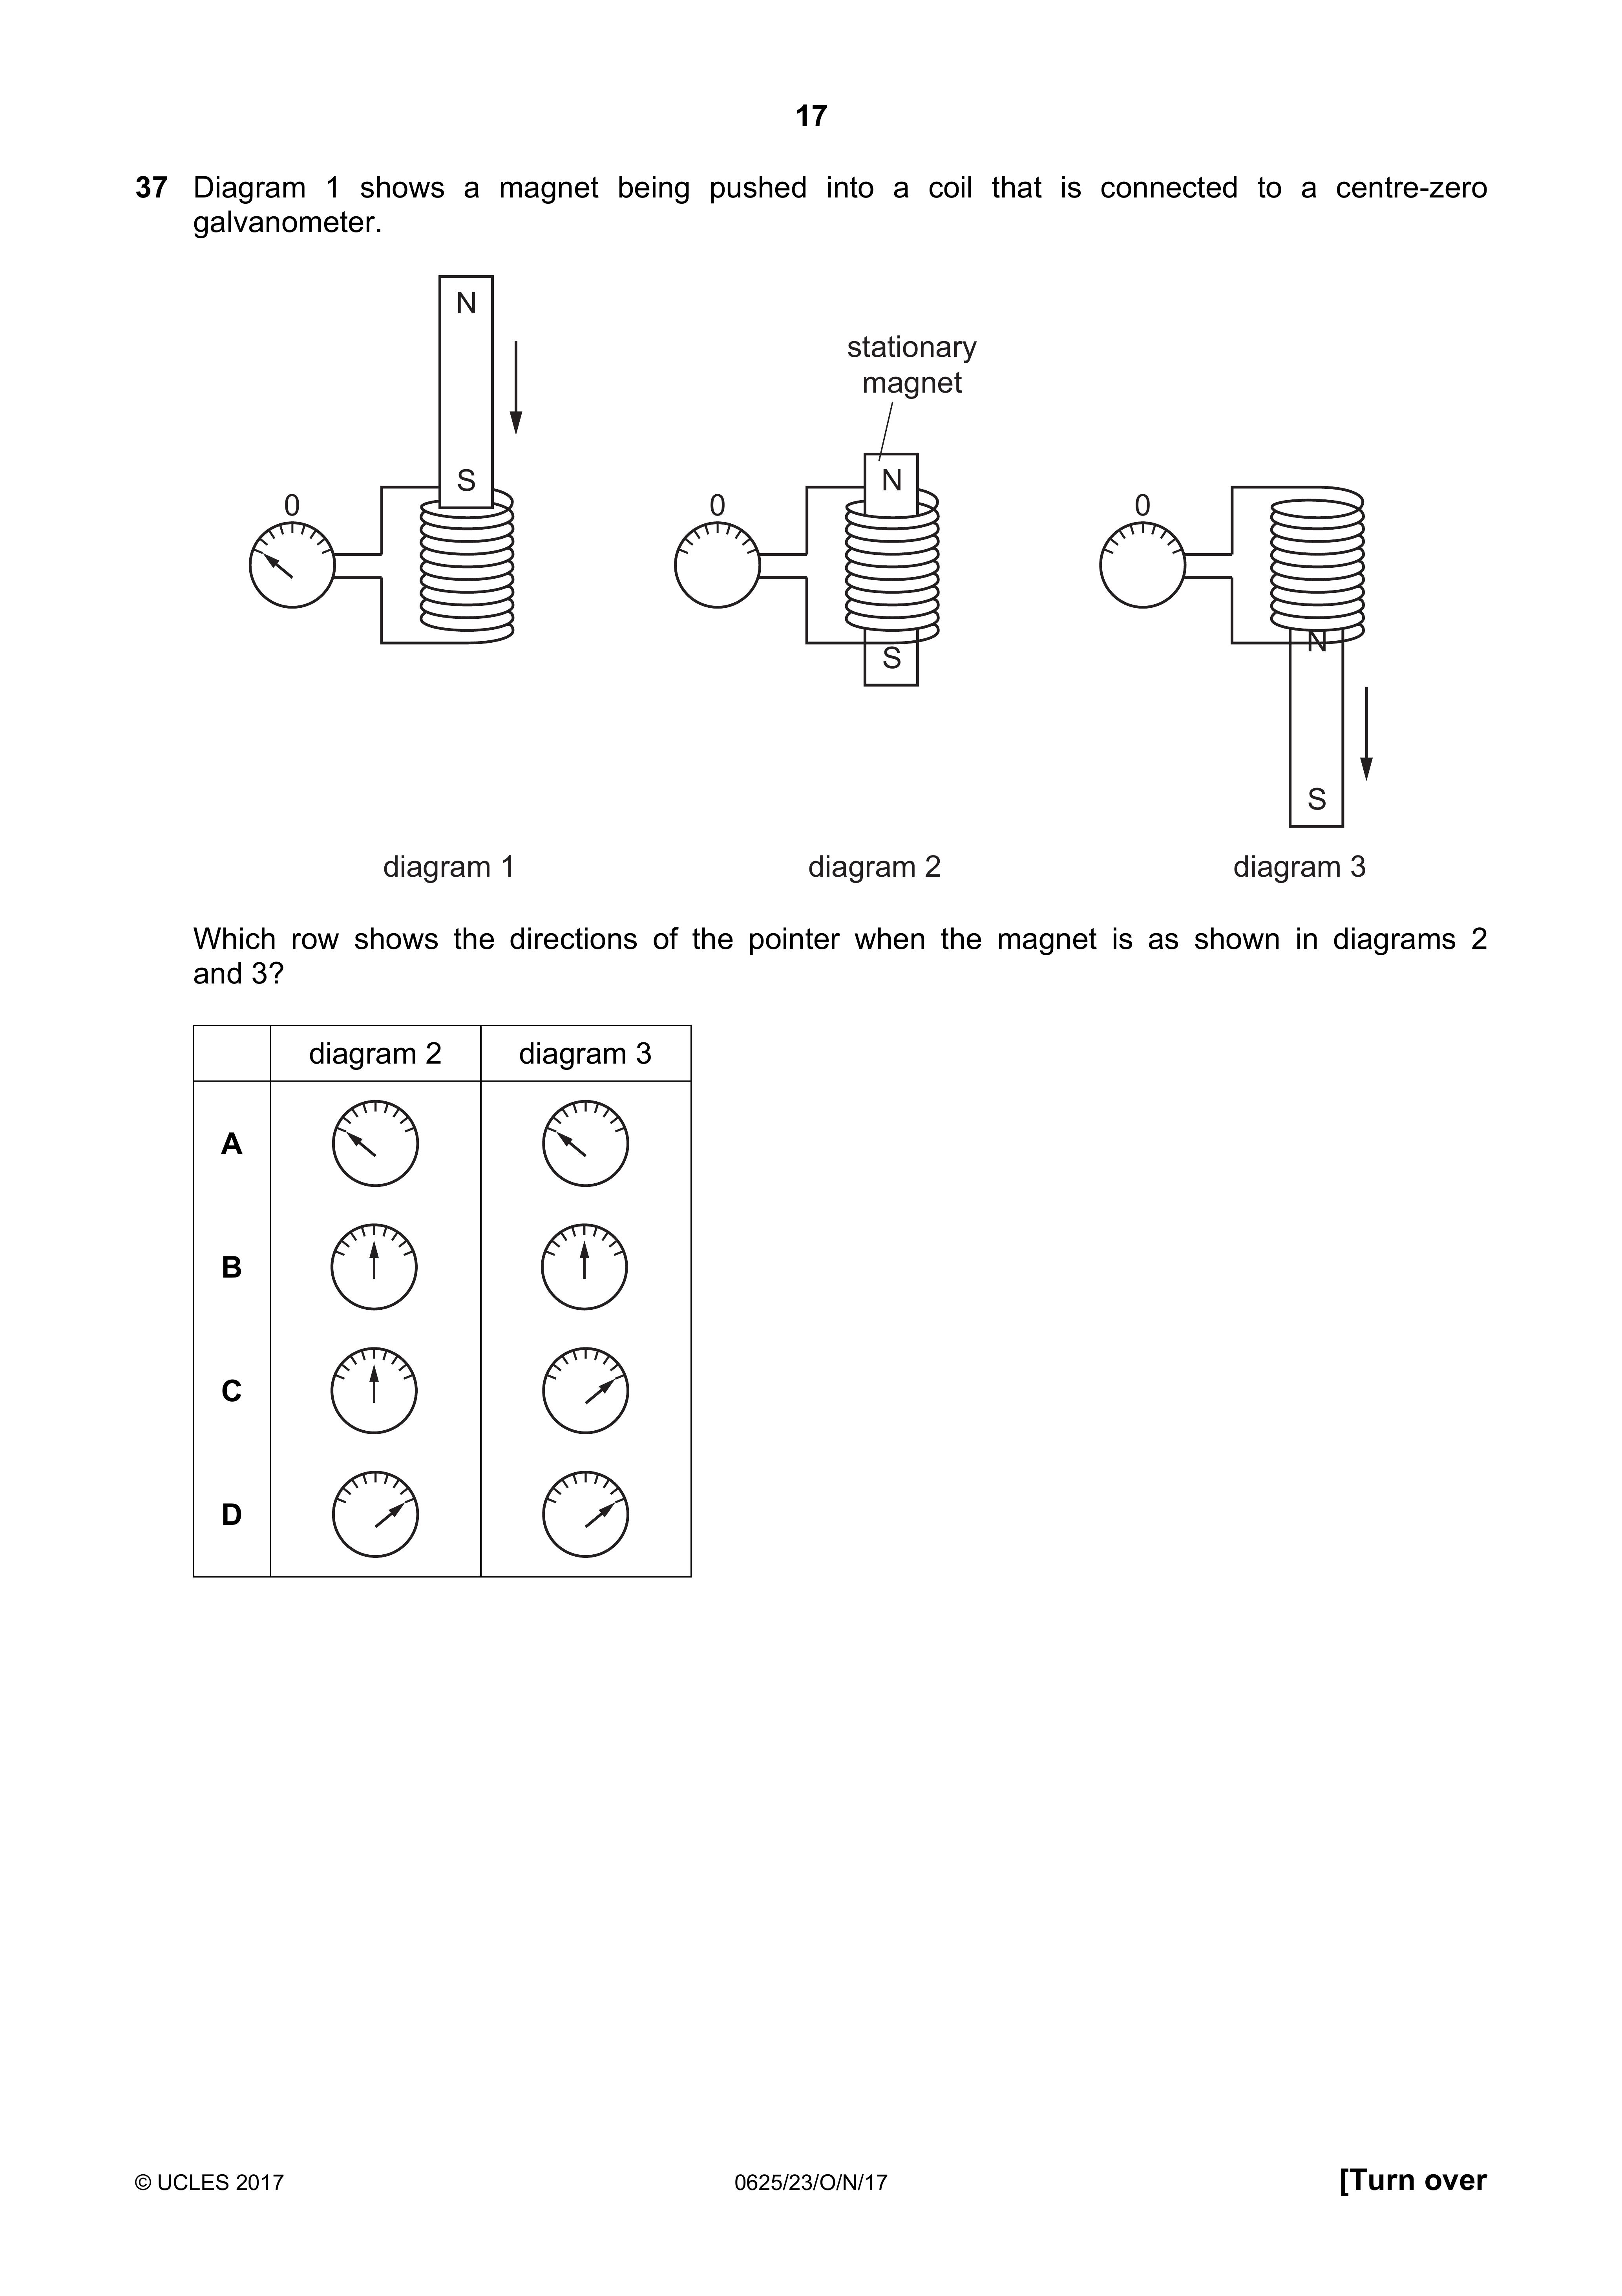 17
37 Diagram 1 shows a magnet being pushed into a coil that is connected to a centre-zero
galvanometer.
N
S
0
stationary
magnet
N
S
0
0
N
S
diagram 1 diagram 2 diagram 3
Which row shows the directions of the pointer when the magnet is as shown in diagrams 2
and 3?
diagram 2 diagram 3
A
B
C
D
© UCLES 2017 0625/23/O/N/17 [Turn over